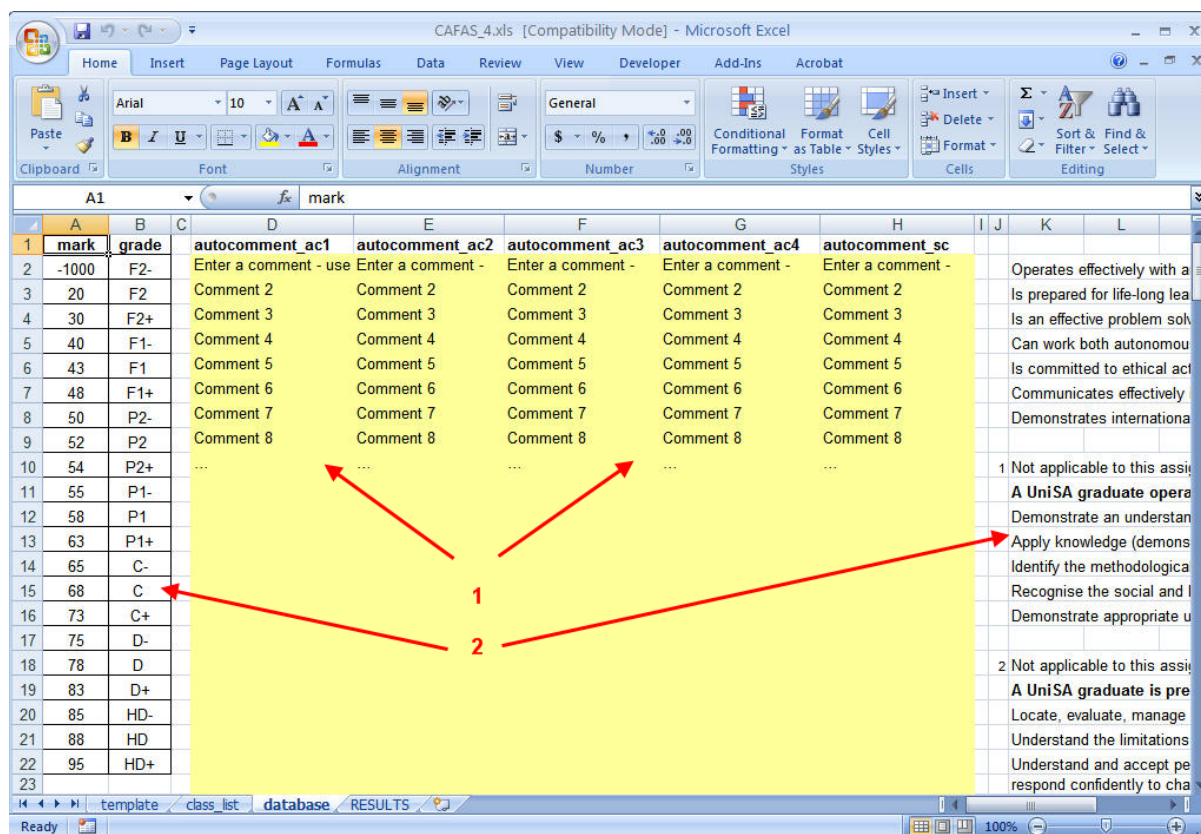 CAFAS_4.xls [Compatibility Mode] - Microsoft Excel
Home Insert Page Layout Formulas Data Review View Developer Add-Ins Acrobat
Paste
Arial 10 A A
General
Conditional Formatting
Format as Table
Cell Styles
Insert
Delete
Format
Σ
Sort & Filter
Find & Select
B I U A
$ % , .0 .00 .00 .0
Clipboard Font Alignment Number Styles Cells Editing
A1 fx mark
A B C D E F G H I J K L
1 mark grade autocomment_ac1 autocomment_ac2 autocomment_ac3 autocomment_ac4 autocomment_sc
2 -1000 F2- Enter a comment - use Enter a comment - Enter a comment - Enter a comment - Enter a comment - Operates effectively with a
3 20 F2 Comment 2 Comment 2 Comment 2 Comment 2 Comment 2 Is prepared for life-long lea
4 30 F2+ Comment 3 Comment 3 Comment 3 Comment 3 Comment 3 Is an effective problem solv
5 40 F1- Comment 4 Comment 4 Comment 4 Comment 4 Comment 4 Can work both autonomou
6 43 F1 Comment 5 Comment 5 Comment 5 Comment 5 Comment 5 Is committed to ethical act
7 48 F1+ Comment 6 Comment 6 Comment 6 Comment 6 Comment 6 Communicates effectively
8 50 P2- Comment 7 Comment 7 Comment 7 Comment 7 Comment 7 Demonstrates internationa
9 52 P2 Comment 8 Comment 8 Comment 8 Comment 8 Comment 8
10 54 P2+ ... ... ... ... ... 1 Not applicable to this assig
11 55 P1- A UniSA graduate opera
12 58 P1 Demonstrate an understan
13 63 P1+ Apply knowledge (demons
14 65 C- Identify the methodologica
15 68 C 1 Recognise the social and
16 73 C+ Demonstrate appropriate u
17 75 D- 2
18 78 D 2 Not applicable to this assig
19 83 D+ A UniSA graduate is pre
20 85 HD- Locate, evaluate, manage
21 88 HD Understand the limitations
22 95 HD+ Understand and accept pe
23 respond confidently to cha
template class_list database RESULTS
Ready 100%